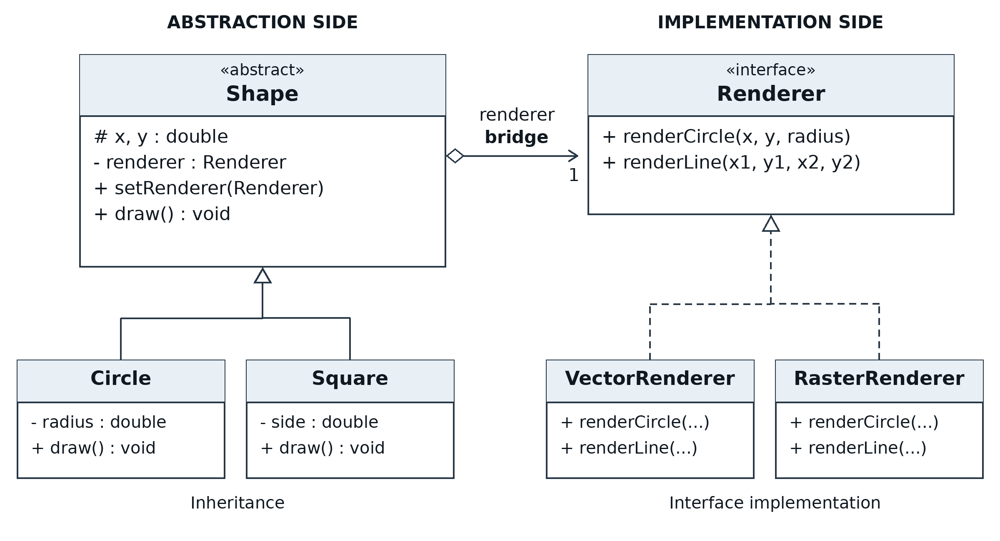 ABSTRACTION SIDE
IMPLEMENTATION SIDE
«abstract»
Shape
# x, y : double
- renderer : Renderer
+ setRenderer(Renderer)
+ draw() : void
renderer
bridge
1
«interface»
Renderer
+ renderCircle(x, y, radius)
+ renderLine(x1, y1, x2, y2)
Circle
- radius : double
+ draw() : void
Square
- side : double
+ draw() : void
VectorRenderer
+ renderCircle(...)
+ renderLine(...)
RasterRenderer
+ renderCircle(...)
+ renderLine(...)
Inheritance
Interface implementation